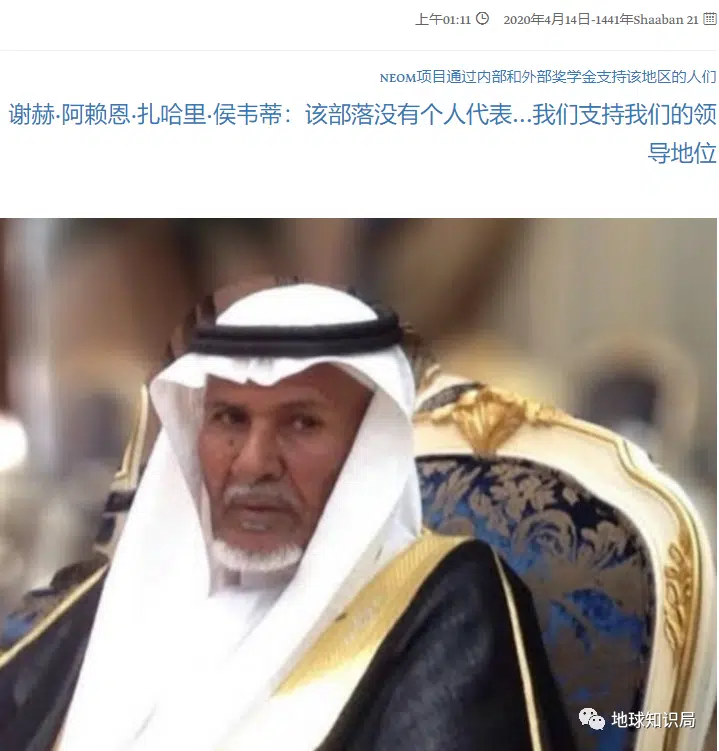 上午01:11 2020年4月14日-1441年Shaaban 21
NEOM项目通过内部和外部奖学金支持该地区的人们
谢赫·阿赖恩·扎哈里·侯韦蒂：该部落没有个人代表...我们支持我们的领
导地位
地球知识局